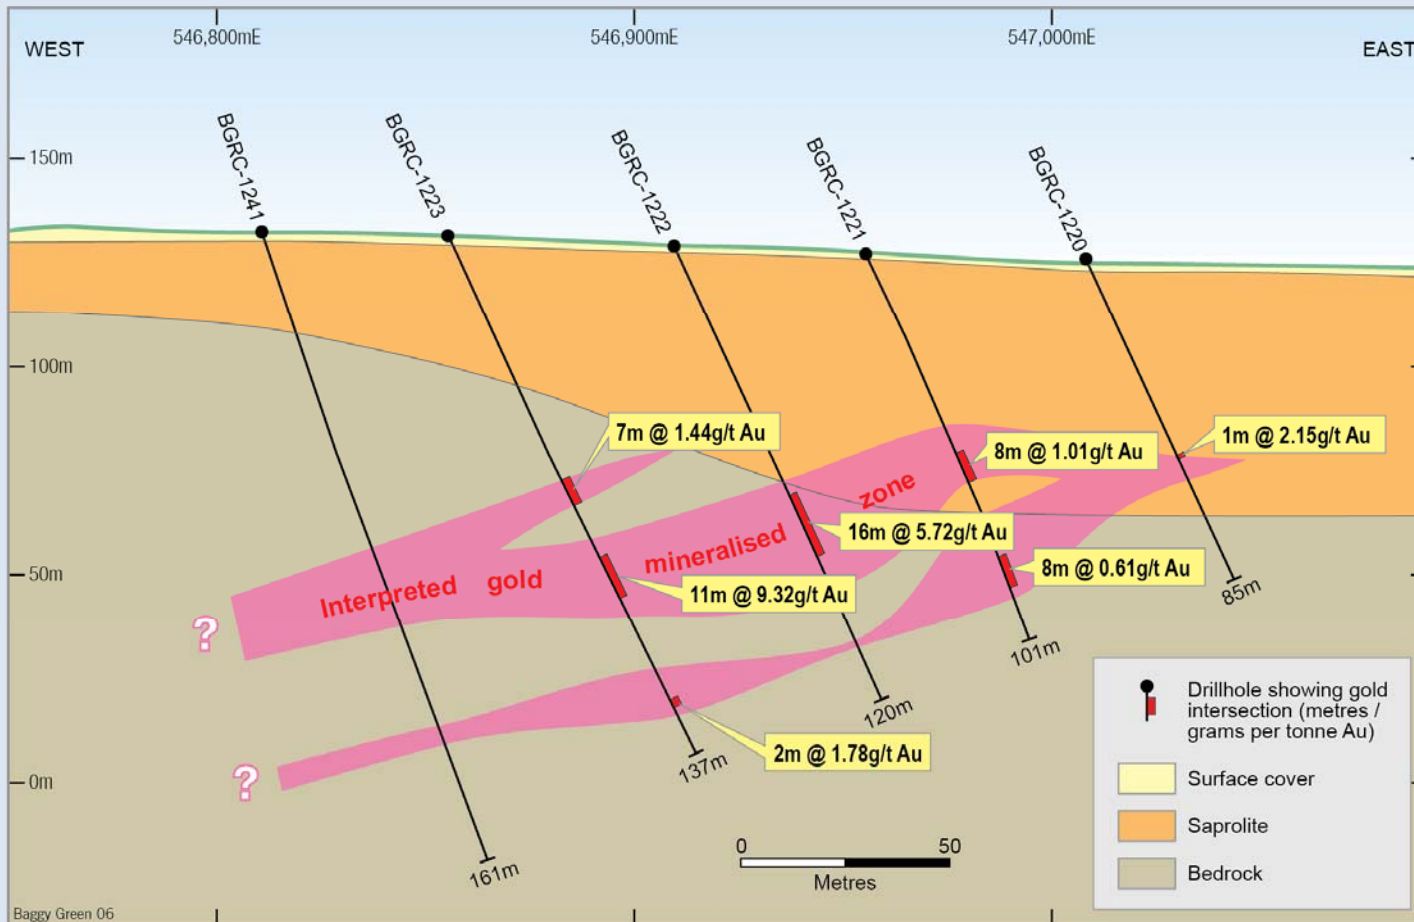 546,800mE
546,900mE
547,000mE
WEST
EAST
BGRC-1241
BGRC-1223
BGRC-1222
BGRC-1221
BGRC-1220
150m
100m
50m
0m
7m @ 1.44g/t Au
8m @ 1.01g/t Au
1m @ 2.15g/t Au
16m @ 5.72g/t Au
11m @ 9.32g/t Au
8m @ 0.61g/t Au
2m @ 1.78g/t Au
Interpreted gold mineralised zone
?
?
85m
101m
120m
137m
161m
0 50
Metres
Drillhole showing gold
intersection (metres /
grams per tonne Au)
Surface cover
Saprolite
Bedrock
Baggy Green 06